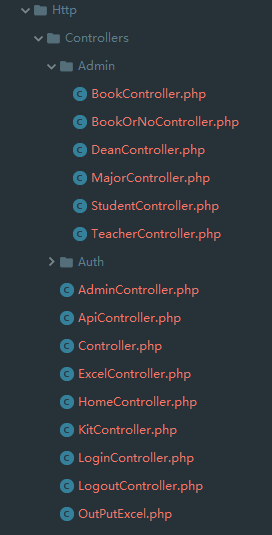 Http
Controllers
Admin
BookController.php
BookOrNoController.php
DeanController.php
MajorController.php
StudentController.php
TeacherController.php
Auth
AdminController.php
ApiController.php
Controller.php
ExcelController.php
HomeController.php
KitController.php
LoginController.php
LogoutController.php
OutPutExcel.php